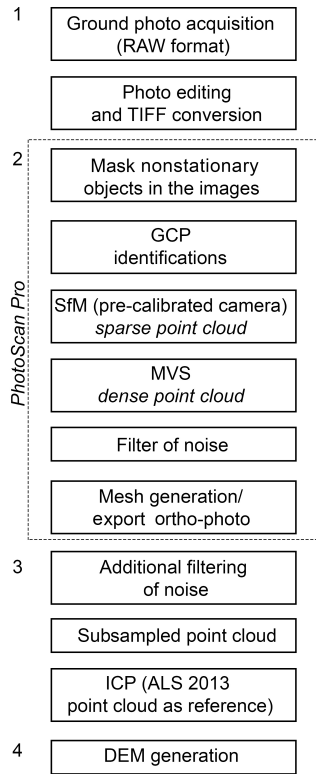 1
Ground photo acquisition
(RAW format)
Photo editing
and TIFF conversion
2
Mask nonstationary
objects in the images
GCP
identifications
SfM (pre-calibrated camera)
sparse point cloud
MVS
dense point cloud
Filter of noise
Mesh generation/
export ortho-photo
PhotoScan Pro
3
Additional filtering
of noise
Subsampled point cloud
ICP (ALS 2013
point cloud as reference)
4
DEM generation